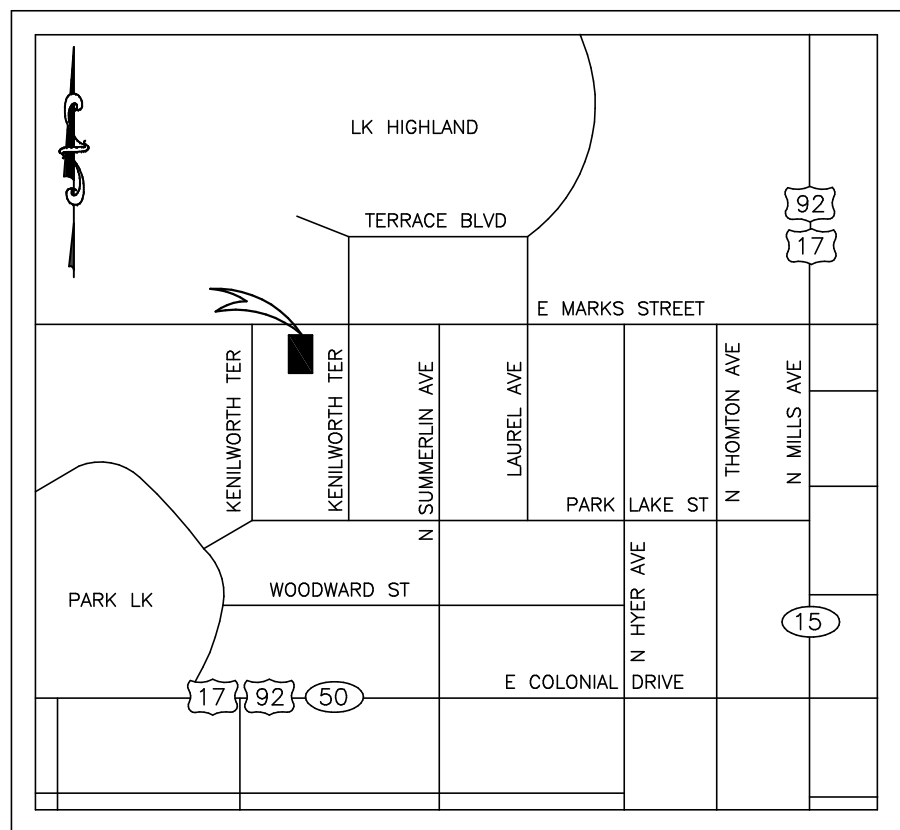 LK HIGHLAND
92
TERRACE BLVD
17
E MARKS STREET
KENILWORTH TER
KENILWORTH TER
N SUMMERLIN AVE
LAUREL AVE
N THOMTON AVE
N MILLS AVE
PARK LAKE ST
WOODWARD ST
PARK LK
N HYER AVE
15
E COLONIAL DRIVE
17
92
50